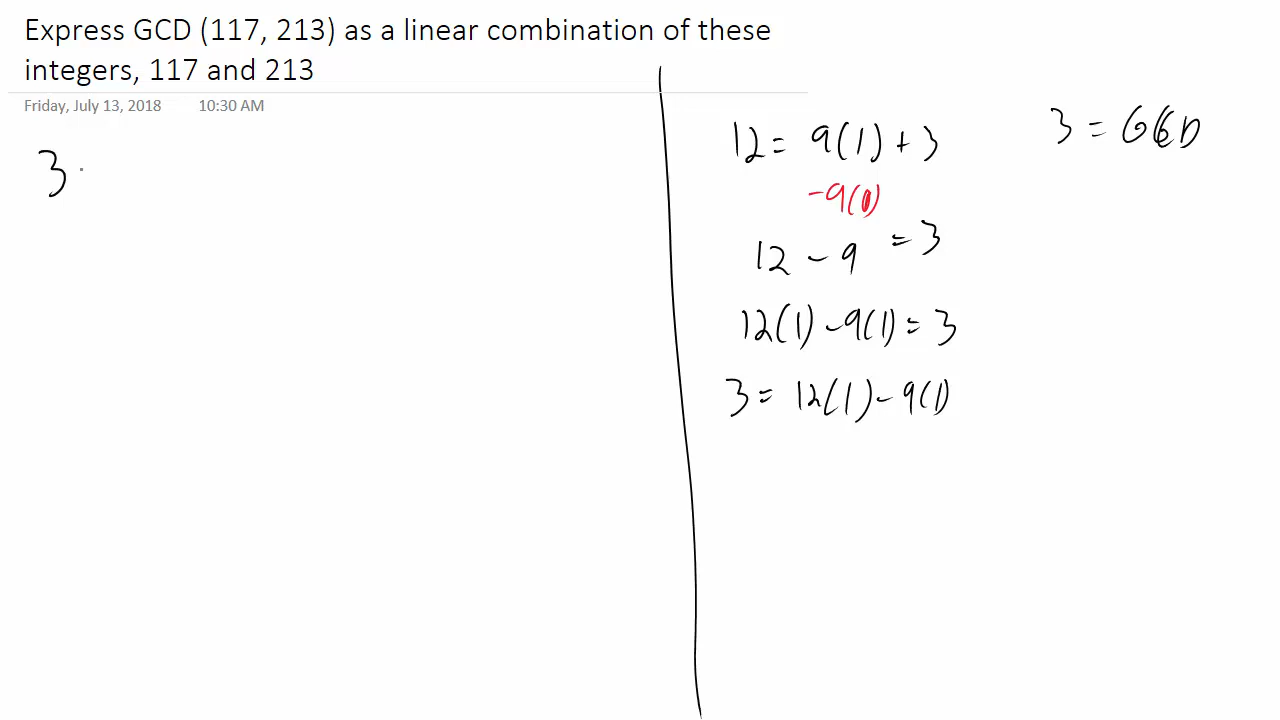 Express GCD (117, 213) as a linear combination of these
integers, 117 and 213
Friday, July 13, 2018 10:30 AM
3
12 = 9(1) + 3
-9(1)
12 - 9 = 3
12(1) - 9(1) = 3
3 = 12(1) - 9(1)
3 = GCD